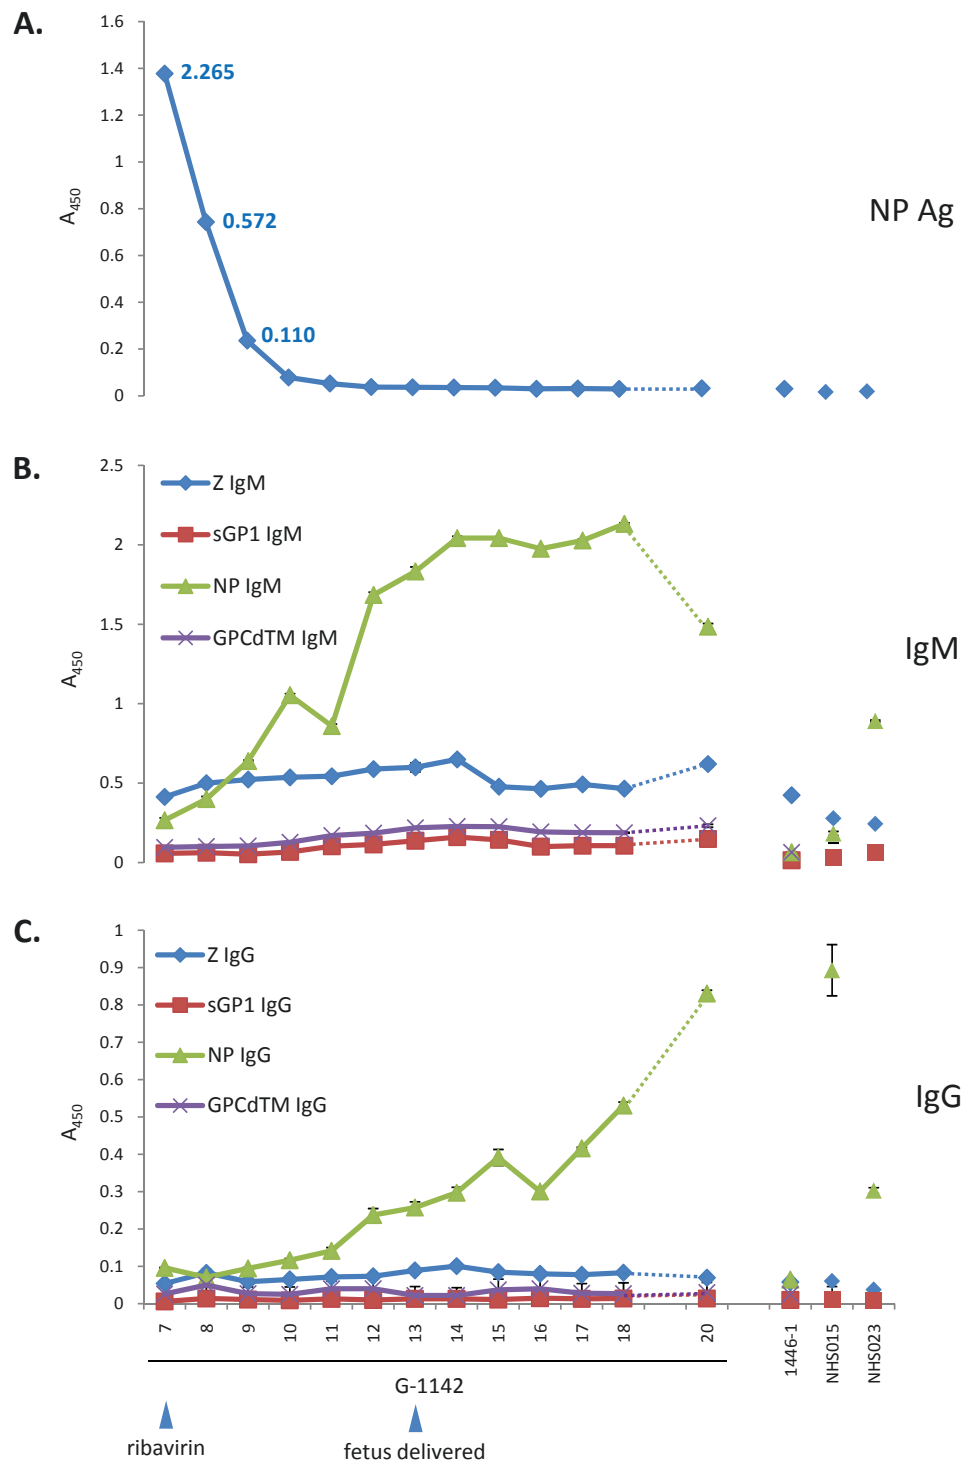 A.
1.6
1.4
1.2
1
0.8
0.6
0.4
0.2
0
A450
2.265
0.572
0.110
NP Ag
B.
2.5
2
1.5
1
0.5
0
A450
Z IgM
sGP1 IgM
NP IgM
GPCdTM IgM
IgM
C.
1
0.9
0.8
0.7
0.6
0.5
0.4
0.3
0.2
0.1
0
A450
Z IgG
sGP1 IgG
NP IgG
GPCdTM IgG
IgG
7
8
9
10
11
12
13
14
15
16
17
18
20
1446-1
NHS015
NHS023
G-1142
ribavirin
fetus delivered